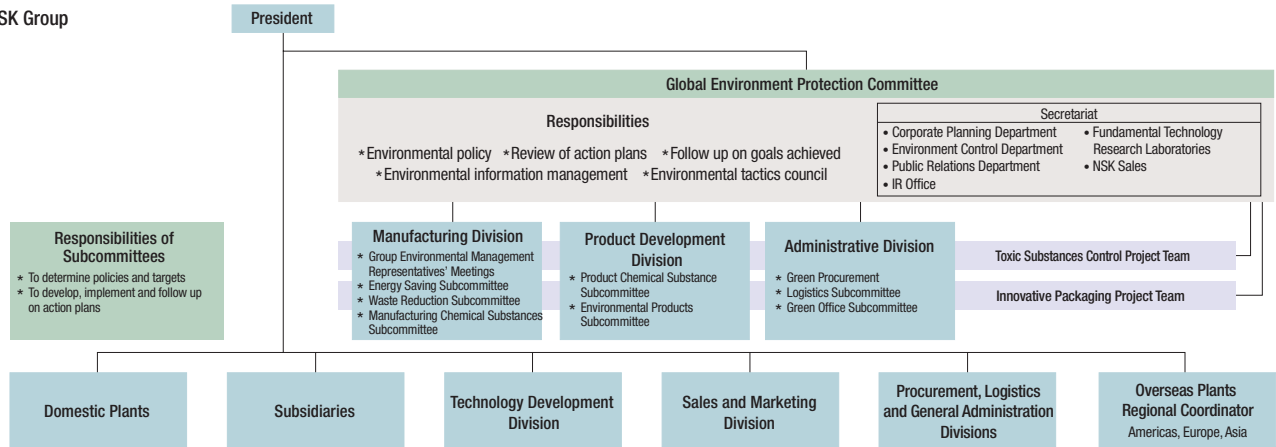 SK Group
President
Global Environment Protection Committee
Responsibilities
* Environmental policy * Review of action plans * Follow up on goals achieved
* Environmental information management * Environmental tactics council
Secretariat
• Corporate Planning Department
• Environment Control Department
• Public Relations Department
• IR Office
• Fundamental Technology
Research Laboratories
• NSK Sales
Responsibilities of
Subcommittees
* To determine policies and targets
* To develop, implement and follow up
on action plans
Manufacturing Division
* Group Environmental Management
Representatives' Meetings
* Energy Saving Subcommittee
* Waste Reduction Subcommittee
* Manufacturing Chemical Substances
Subcommittee
Product Development
Division
* Product Chemical Substance
Subcommittee
* Environmental Products
Subcommittee
Administrative Division
* Green Procurement
* Logistics Subcommittee
* Green Office Subcommittee
Toxic Substances Control Project Team
Innovative Packaging Project Team
Domestic Plants
Subsidiaries
Technology Development
Division
Sales and Marketing
Division
Procurement, Logistics
and General Administration
Divisions
Overseas Plants
Regional Coordinator
Americas, Europe, Asia